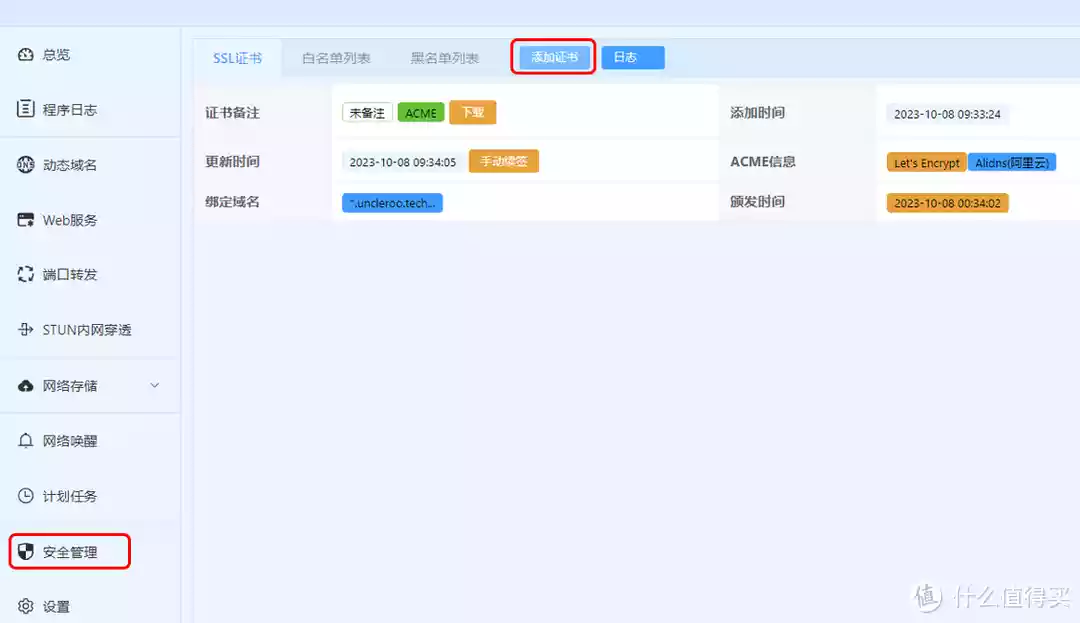 总览
程序日志
动态域名
Web服务
端口转发
STUN内网穿透
网络存储
网络唤醒
计划任务
安全管理
设置
SSL证书 白名单列表 黑名单列表 添加证书 日志
证书备注 未备注 ACME 下载 添加时间 2023-10-08 09:33:24
更新时间 2023-10-08 09:34:05 手动续签 ACME信息 Let's Encrypt Alidns(阿里云)
绑定域名 *.uncleroo.tech... 颁发时间 2023-10-08 00:34:02
值 什么值得买